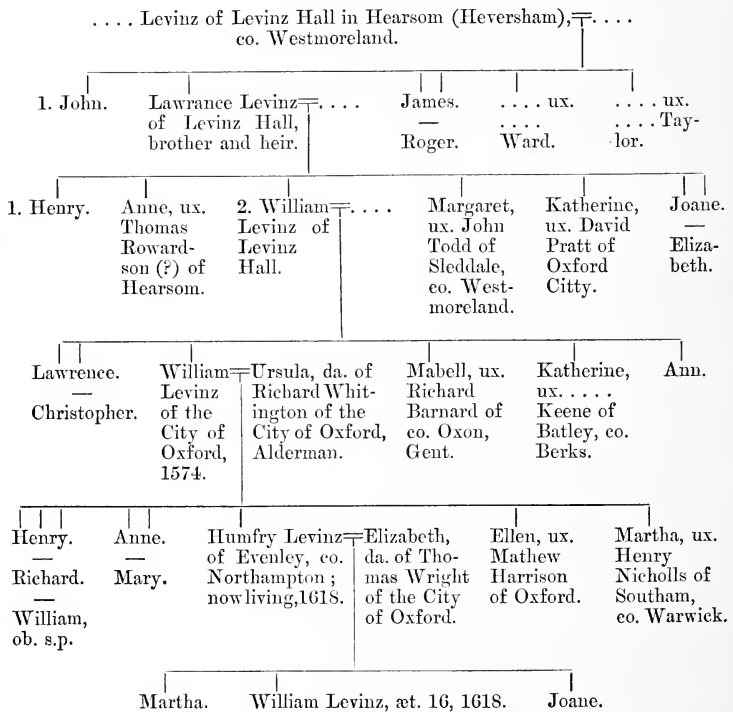 . . . . Levinz of Levinz Hall in Hearsom (Heversham), . . . .
co. Westmoreland.
1. John.
Lawrance Levinz . . . .
of Levinz Hall,
brother and heir.
James.
—
Roger.
. . . . ux.
. . . .
Ward.
. . . . ux.
. . . . Tay-
lor.
1. Henry.
Anne, ux.
Thomas
Roward-
son (?) of
Hearsom.
2. William . . . .
Levinz of
Levinz
Hall.
Margaret,
ux. John
Todd of
Sleddale,
co. West-
moreland.
Katherine,
ux. David
Pratt of
Oxford
Citty.
Joane.
—
Eliza-
beth.
Lawrence.
—
Christopher.
William
Levinz
of the
City of
Oxford,
1574.
Ursula, da. of
Richard Whit-
ington of the
City of Oxford,
Alderman.
Mabell, ux.
Richard
Barnard of
co. Oxon,
Gent.
Katherine,
ux. . . . .
Keene of
Batley, co.
Berks.
Ann.
Henry.
—
Richard.
—
William,
ob. s.p.
Anne.
—
Mary.
Humfry Levinz
of Evenley, co.
Northampton ;
now living, 1618.
Elizabeth,
da. of Tho-
mas Wright
of the City
of Oxford.
Ellen, ux.
Mathew
Harrison
of Oxford.
Martha, ux.
Henry
Nicholls of
Southam,
co. Warwick.
Martha.
William Levinz, æt. 16, 1618.
Joane.